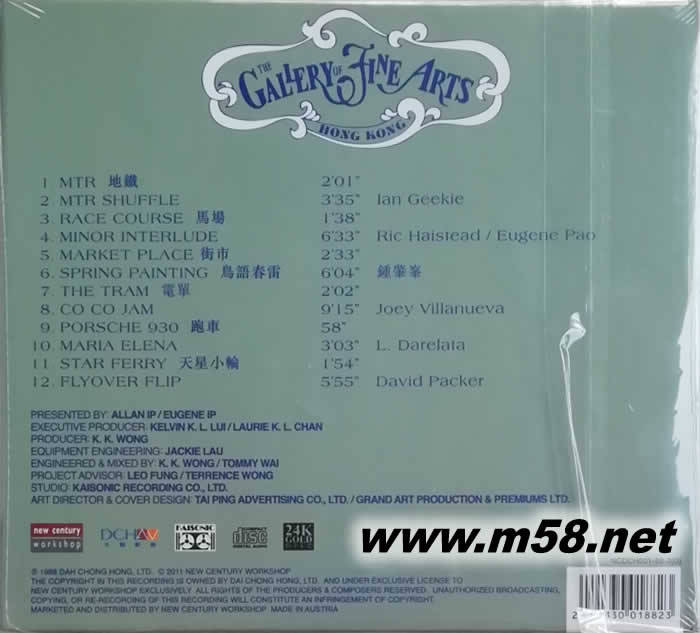 THE GALLERY OF FINE ARTS
HONG KONG
1 MTR 地鐵 2'01"
2 MTR SHUFFLE 3'35" Ian Geekie
3 RACE COURSE 馬場 1'38"
4. MINOR INTERLUDE 6'33" Ric Halstead / Eugene Pao
5. MARKET PLACE 街市 2'33"
6. SPRING PAINTING 鳥語春雷 6'04" 鍾肇峯
7. THE TRAM 電單 2'02"
8. CO CO JAM 9'15" Joey Villanueva
9. PORSCHE 930 跑車 58"
10. MARIA ELENA 3'03" L. Darelata
11. STAR FERRY 天星小輪 1'54"
12. FLYOVER FLIP 5'55" David Packer
PRESENTED BY: ALLAN IP / EUGENE IP
EXECUTIVE PRODUCER: KELVIN K. L. LUI / LAURIE K. L. CHAN
PRODUCER: K. K. WONG
EQUIPMENT ENGINEERING: JACKIE LAU
ENGINEERED & MIXED BY: K. K. WONG / TOMMY WAI
PROJECT ADVISOR: LEO FUNG / TERRENCE WONG
STUDIO: KAISONIC RECORDING CO., LTD.
ART DIRECTOR & COVER DESIGN: TAI PING ADVERTISING CO., LTD. / GRAND ART PRODUCTION & PREMIUMS LTD.
new century workshop
DCHAV
KAISONIC
COMPACT disc DIGITAL AUDIO
24K GOLD
www.m58.net
℗ 1988 DAH CHONG HONG, LTD. © 2011 NEW CENTURY WORKSHOP
THE COPYRIGHT IN THIS RECORDING IS OWNED BY DAI CHONG HONG, LTD. AND UNDER EXCLUSIVE LICENSE TO
NEW CENTURY WORKSHOP EXCLUSIVELY ALL RIGHTS OF THE PRODUCERS & COMPOSERS RESERVED. UNAUTHORIZED BROADCASTING,
COPYING, OR RE-RECORDING OF THIS RECORDING WILL CONSTITUTE AN INFRINGEMENT OF COPYRIGHT.
MARKETED AND DISTRIBUTED BY NEW CENTURY WORKSHOP MADE IN AUSTRIA